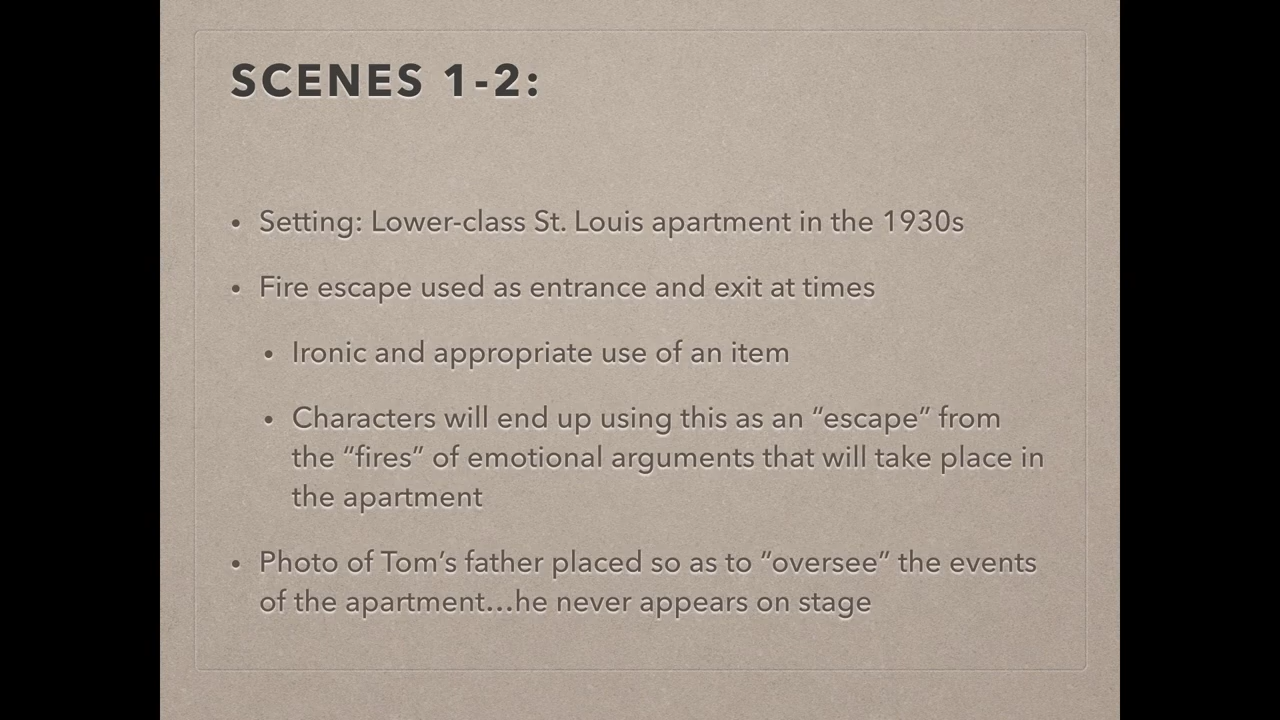 SCENES 1-2:
• Setting: Lower-class St. Louis apartment in the 1930s
• Fire escape used as entrance and exit at times
• Ironic and appropriate use of an item
• Characters will end up using this as an “escape” from
the “fires” of emotional arguments that will take place in
the apartment
• Photo of Tom’s father placed so as to “oversee” the events
of the apartment…he never appears on stage